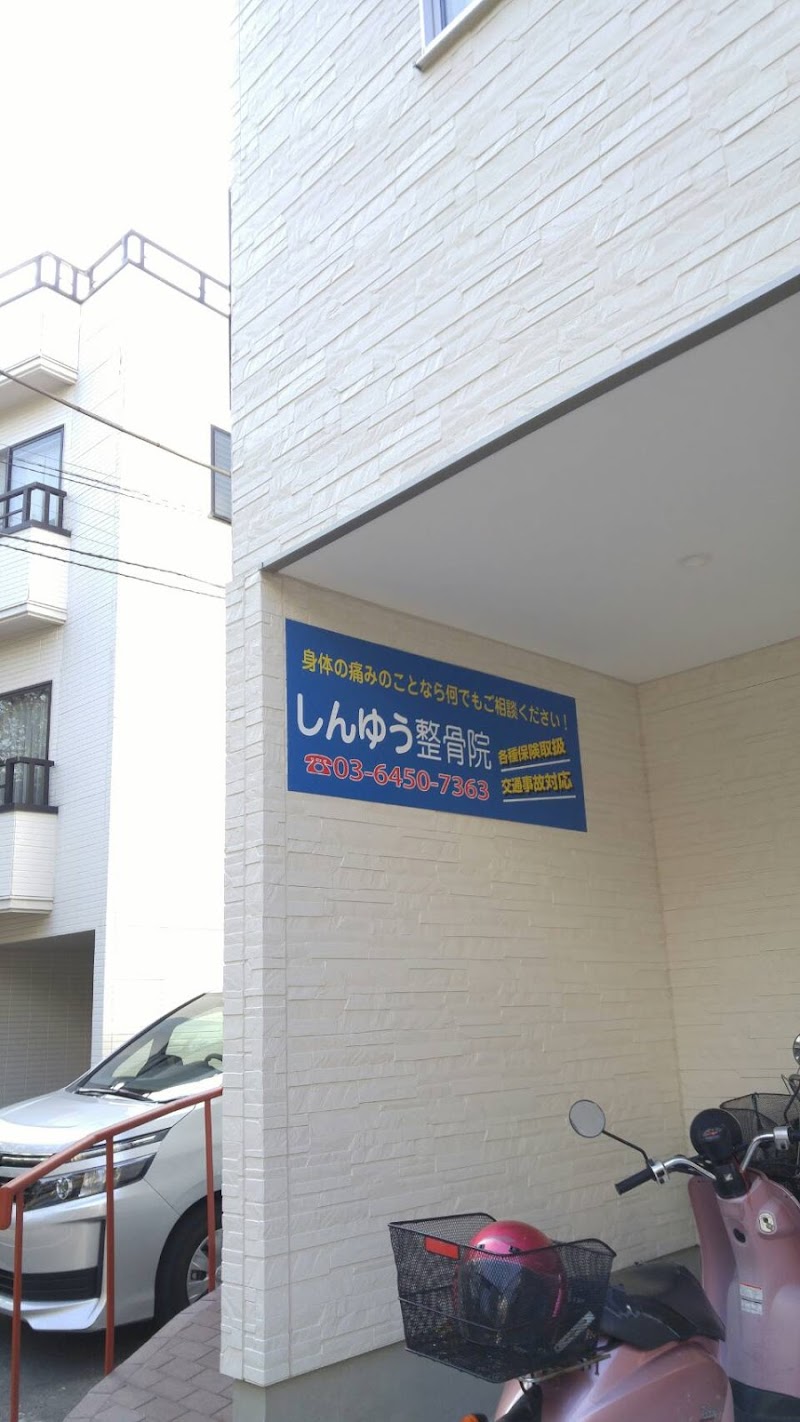 身体の痛みのことなら何でもご相談ください！
しんゆう整骨院
☎03-6450-7363
各種保険取扱
交通事故対応